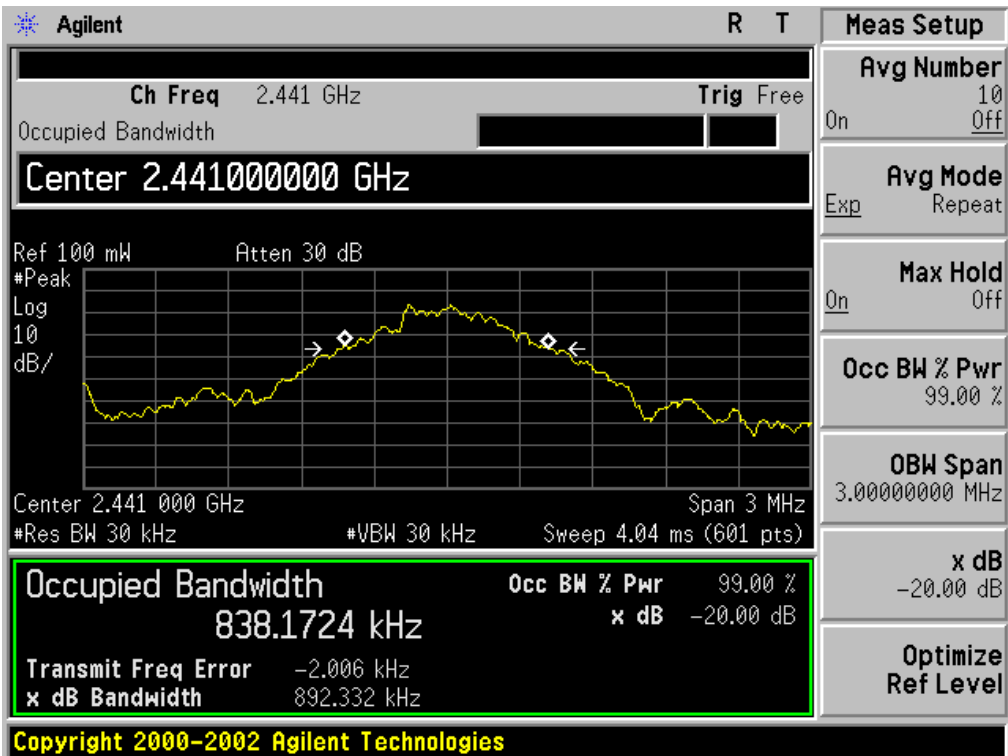 Agilent R T
Ch Freq 2.441 GHz Trig Free
Occupied Bandwidth
Center 2.441000000 GHz
Ref 100 mW Atten 30 dB
#Peak
Log
10
dB/
Center 2.441 000 GHz Span 3 MHz
#Res BW 30 kHz #VBW 30 kHz Sweep 4.04 ms (601 pts)
Occupied Bandwidth Occ BW % Pwr 99.00 %
838.1724 kHz x dB -20.00 dB
Transmit Freq Error -2.006 kHz
x dB Bandwidth 892.332 kHz
Copyright 2000-2002 Agilent Technologies
Meas Setup
Avg Number
10
On Off
Avg Mode
Exp Repeat
Max Hold
On Off
Occ BW % Pwr
99.00 %
OBW Span
3.00000000 MHz
x dB
-20.00 dB
Optimize
Ref Level